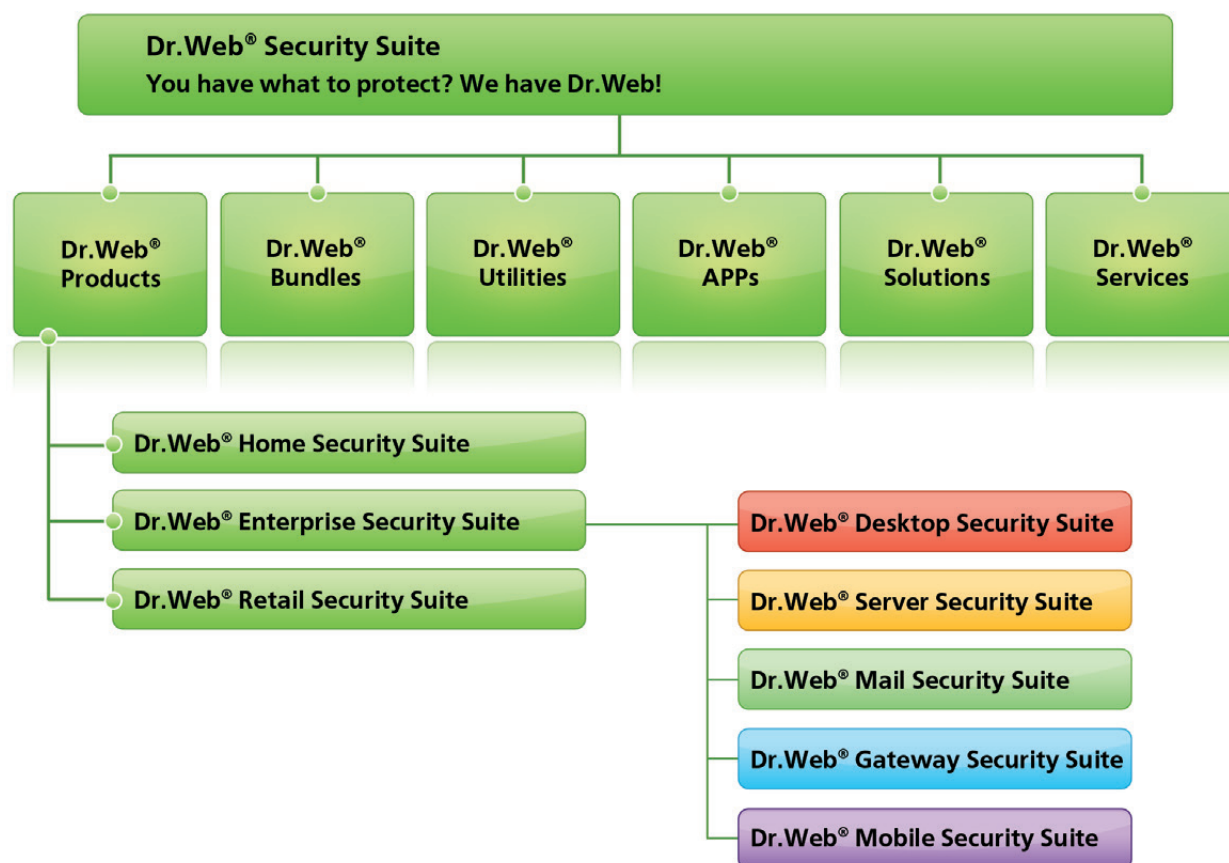 Dr.Web® Security Suite
You have what to protect? We have Dr.Web!
Dr.Web®
Products
Dr.Web®
Bundles
Dr.Web®
Utilities
Dr.Web®
APPs
Dr.Web®
Solutions
Dr.Web®
Services
Dr.Web® Home Security Suite
Dr.Web® Enterprise Security Suite
Dr.Web® Retail Security Suite
Dr.Web® Desktop Security Suite
Dr.Web® Server Security Suite
Dr.Web® Mail Security Suite
Dr.Web® Gateway Security Suite
Dr.Web® Mobile Security Suite